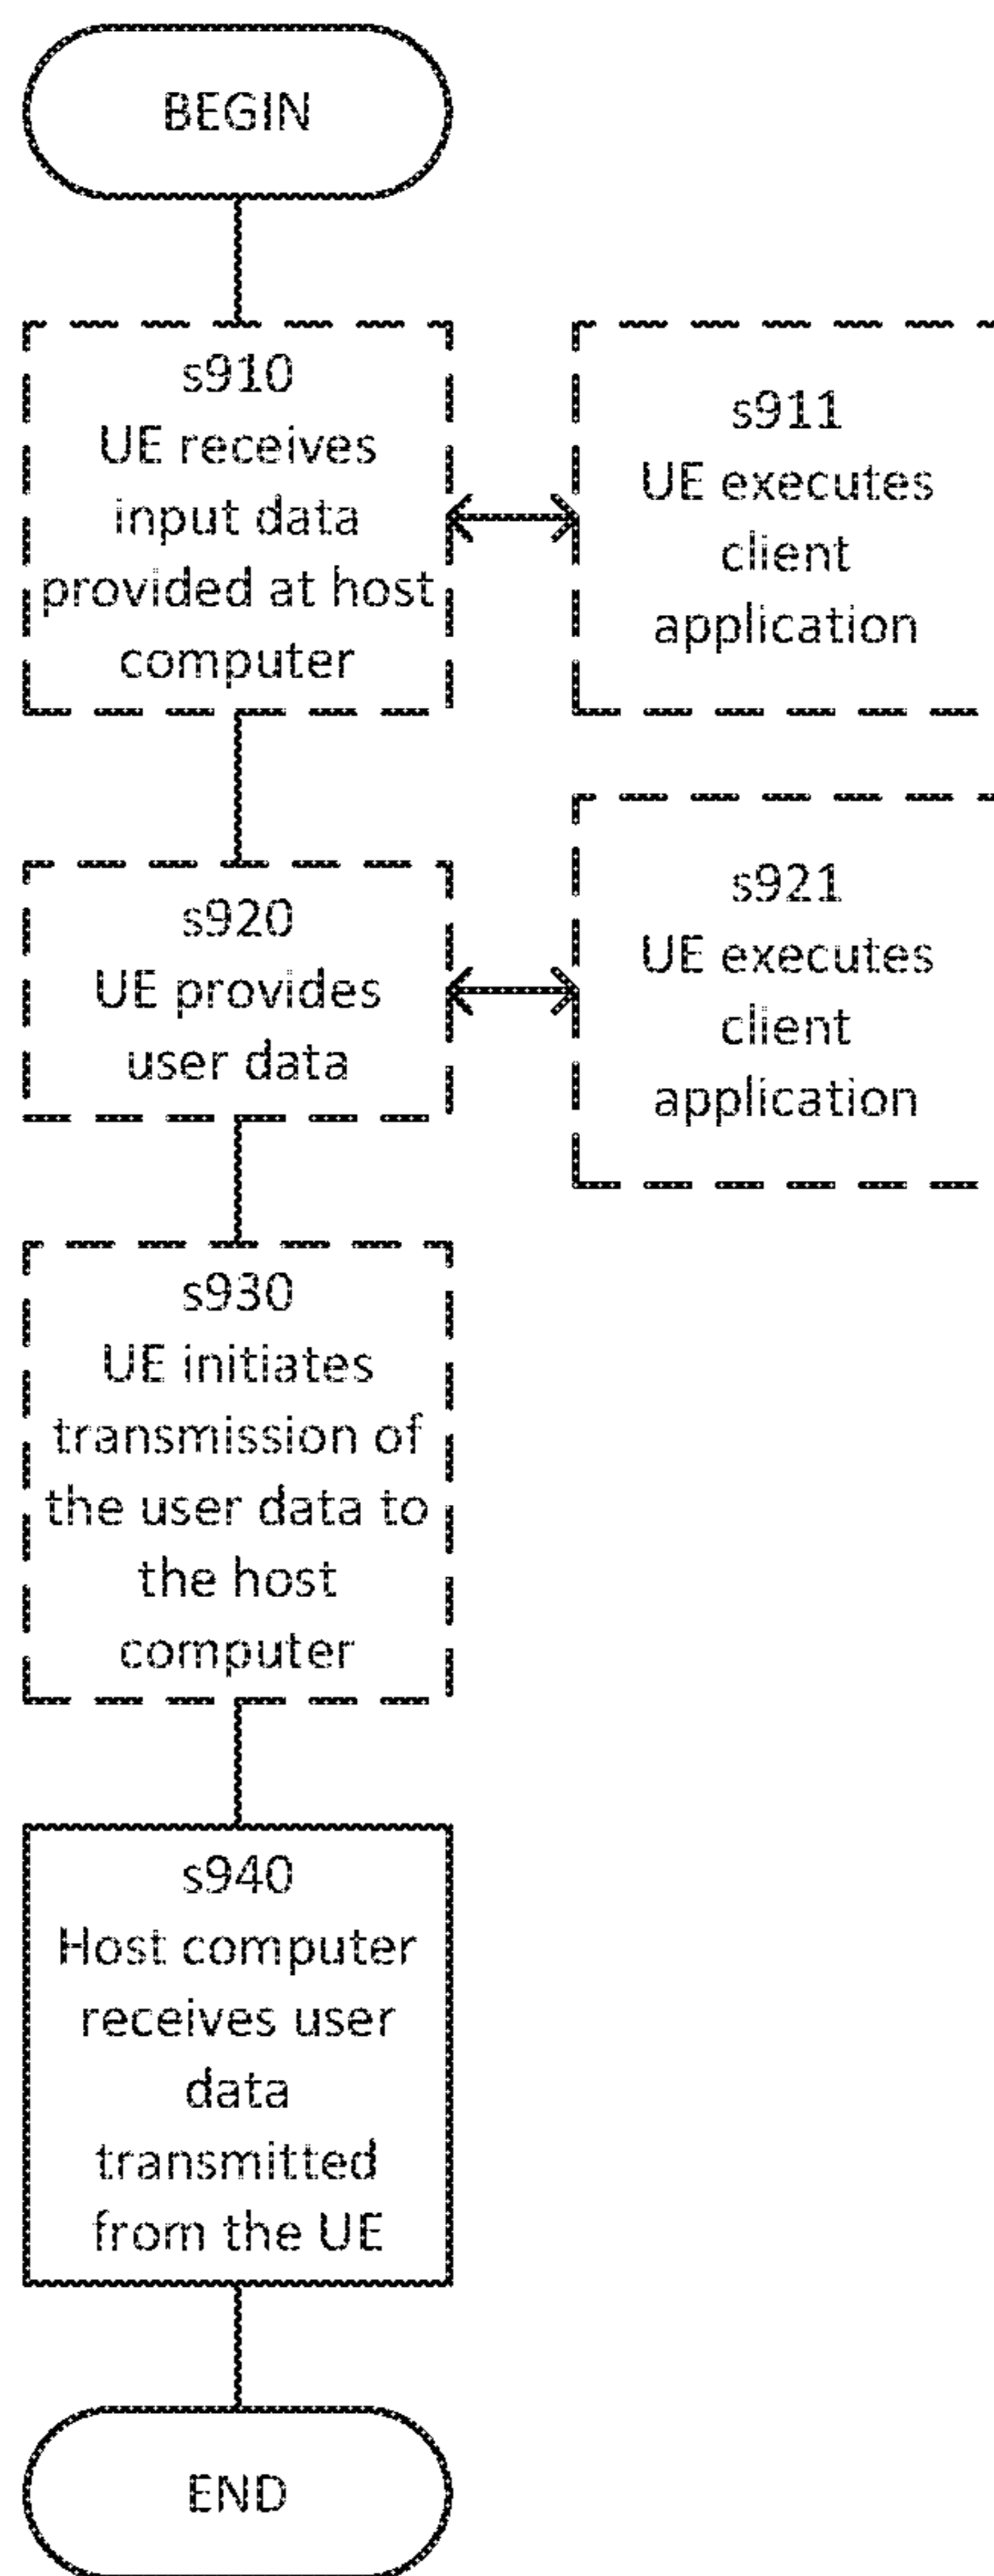 BEGIN
s910
UE receives
input data
provided at host
computer
s911
UE executes
client
application
s920
UE provides
user data
s921
UE executes
client
application
s930
UE initiates
transmission of
the user data to
the host
computer
s940
Host computer
receives user
data
transmitted
from the UE
END